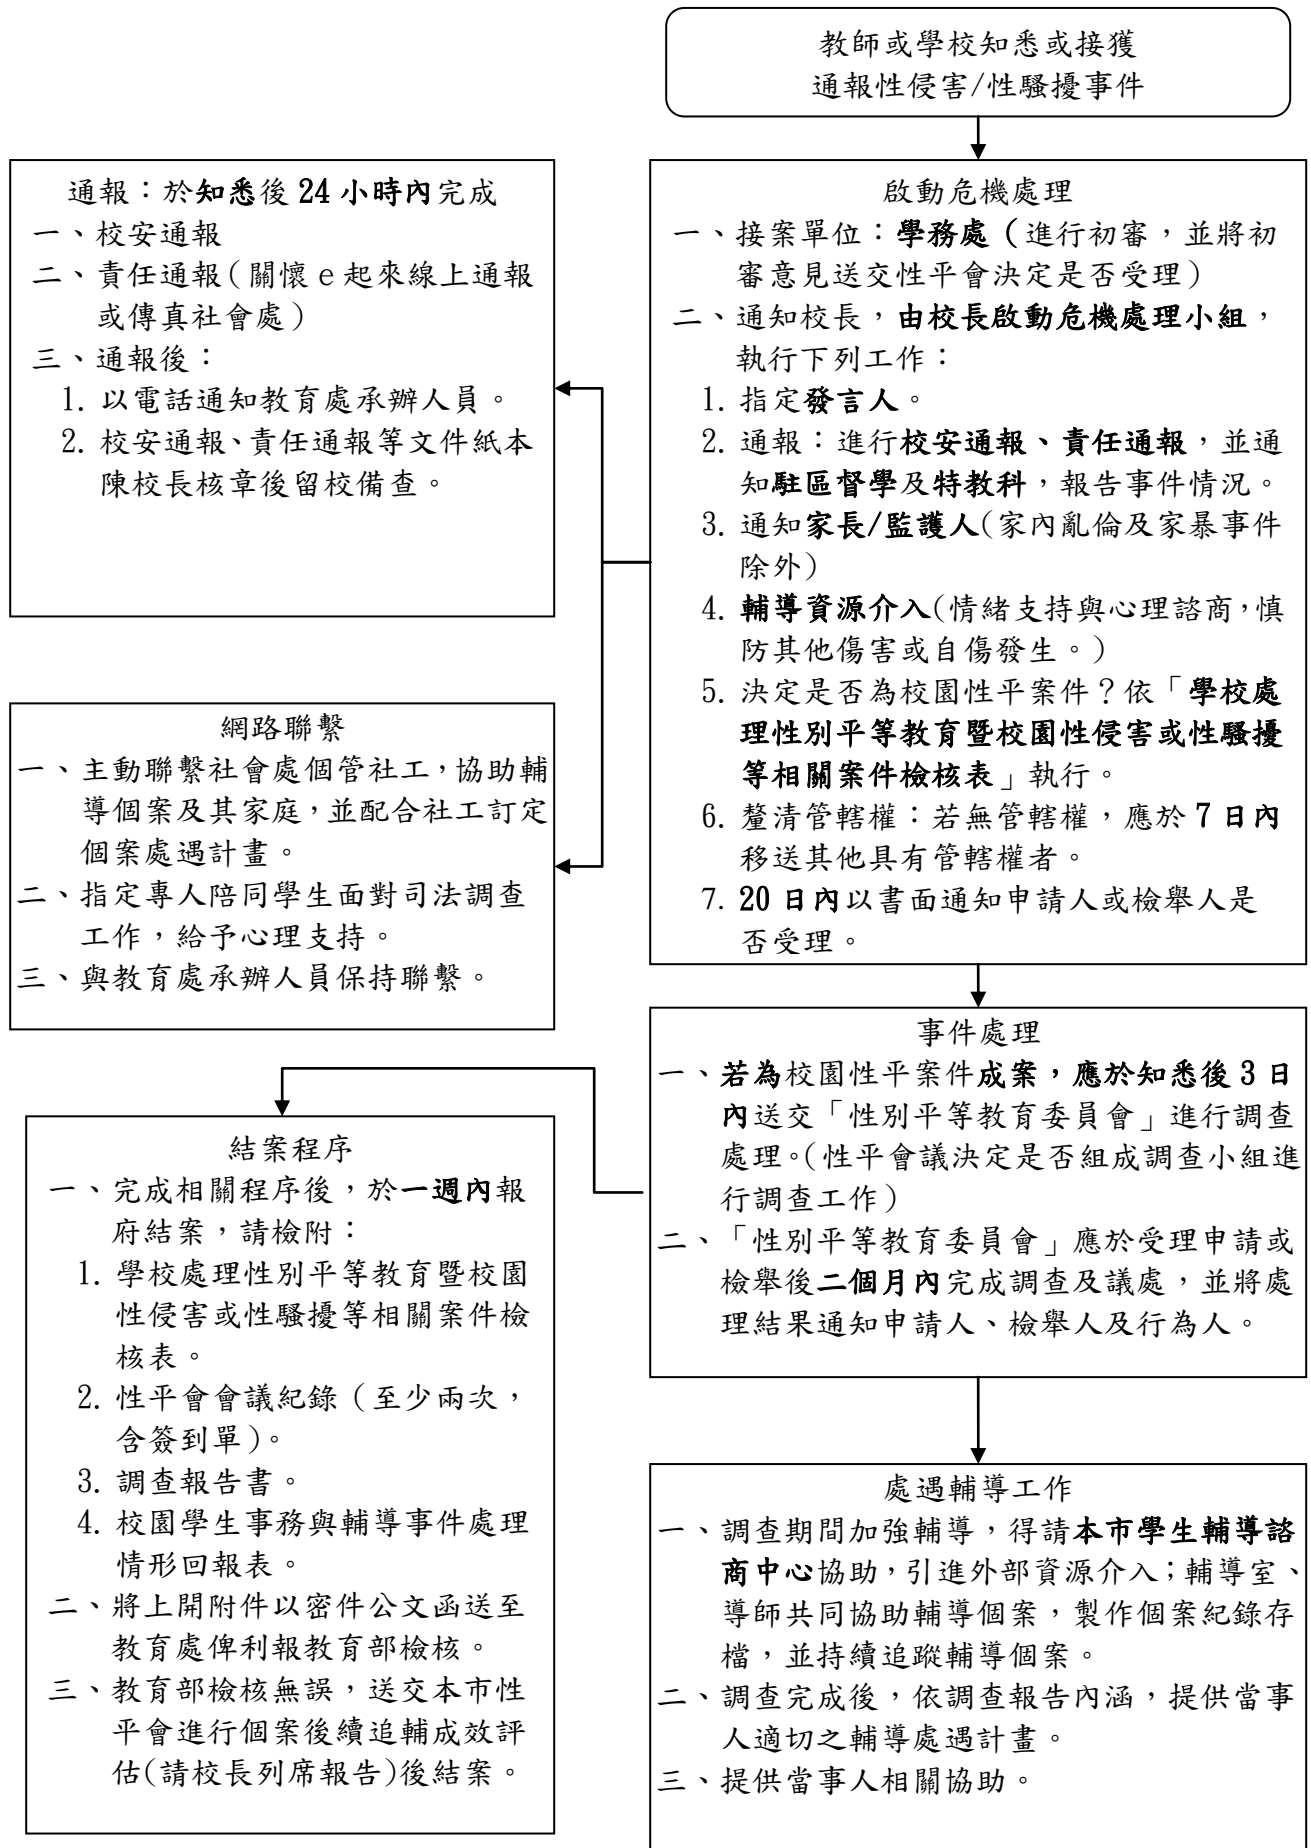 教師或學校知悉或接獲
通報性侵害/性騷擾事件
通報：於知悉後 24 小時內完成
一、校安通報
二、責任通報（關懷 e 起來線上通報
或傳真社會處）
三、通報後：
1. 以電話通知教育處承辦人員。
2. 校安通報、責任通報等文件紙本
陳校長核章後留校備查。
啟動危機處理
一、接案單位：學務處（進行初審，並將初
審意見送交性平會決定是否受理）
二、通知校長，由校長啟動危機處理小組，
執行下列工作：
1. 指定發言人。
2. 通報：進行校安通報、責任通報，並通
知駐區督學及特教科，報告事件情況。
3. 通知家長/監護人(家內亂倫及家暴事件
除外)
4. 輔導資源介入(情緒支持與心理諮商，慎
防其他傷害或自傷發生。)
5. 決定是否為校園性平案件？依「學校處
理性別平等教育暨校園性侵害或性騷擾
等相關案件檢核表」執行。
6. 釐清管轄權：若無管轄權，應於 7 日內
移送其他具有管轄權者。
7. 20 日內以書面通知申請人或檢舉人是
否受理。
網路聯繫
一、主動聯繫社會處個管社工，協助輔
導個案及其家庭，並配合社工訂定
個案處遇計畫。
二、指定專人陪同學生面對司法調查
工作，給予心理支持。
三、與教育處承辦人員保持聯繫。
事件處理
一、若為校園性平案件成案，應於知悉後 3 日
內送交「性別平等教育委員會」進行調查
處理。（性平會議決定是否組成調查小組進
行調查工作）
二、「性別平等教育委員會」應於受理申請或
檢舉後二個月內完成調查及議處，並將處
理結果通知申請人、檢舉人及行為人。
結案程序
一、完成相關程序後，於一週內報
府結案，請檢附：
1. 學校處理性別平等教育暨校園
性侵害或性騷擾等相關案件檢
核表。
2. 性平會會議紀錄（至少兩次，
含簽到單）。
3. 調查報告書。
4. 校園學生事務與輔導事件處理
情形回報表。
二、將上開附件以密件公文函送至
教育處俾利報教育部檢核。
三、教育部檢核無誤，送交本市性
平會進行個案後續追輔成效評
估(請校長列席報告)後結案。
處遇輔導工作
一、調查期間加強輔導，得請本市學生輔導諮
商中心協助，引進外部資源介入；輔導室、
導師共同協助輔導個案，製作個案紀錄存
檔，並持續追蹤輔導個案。
二、調查完成後，依調查報告內涵，提供當事
人適切之輔導處遇計畫。
三、提供當事人相關協助。